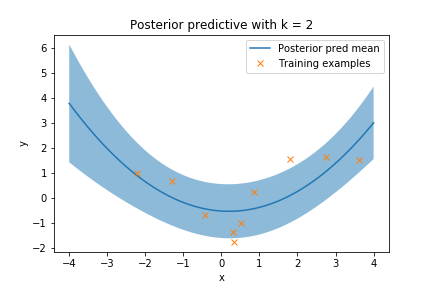 Posterior predictive with k = 2
Posterior pred mean
Training examples
y
6
5
4
3
2
1
0
−1
−2
−4 −3 −2 −1 0 1 2 3 4
x